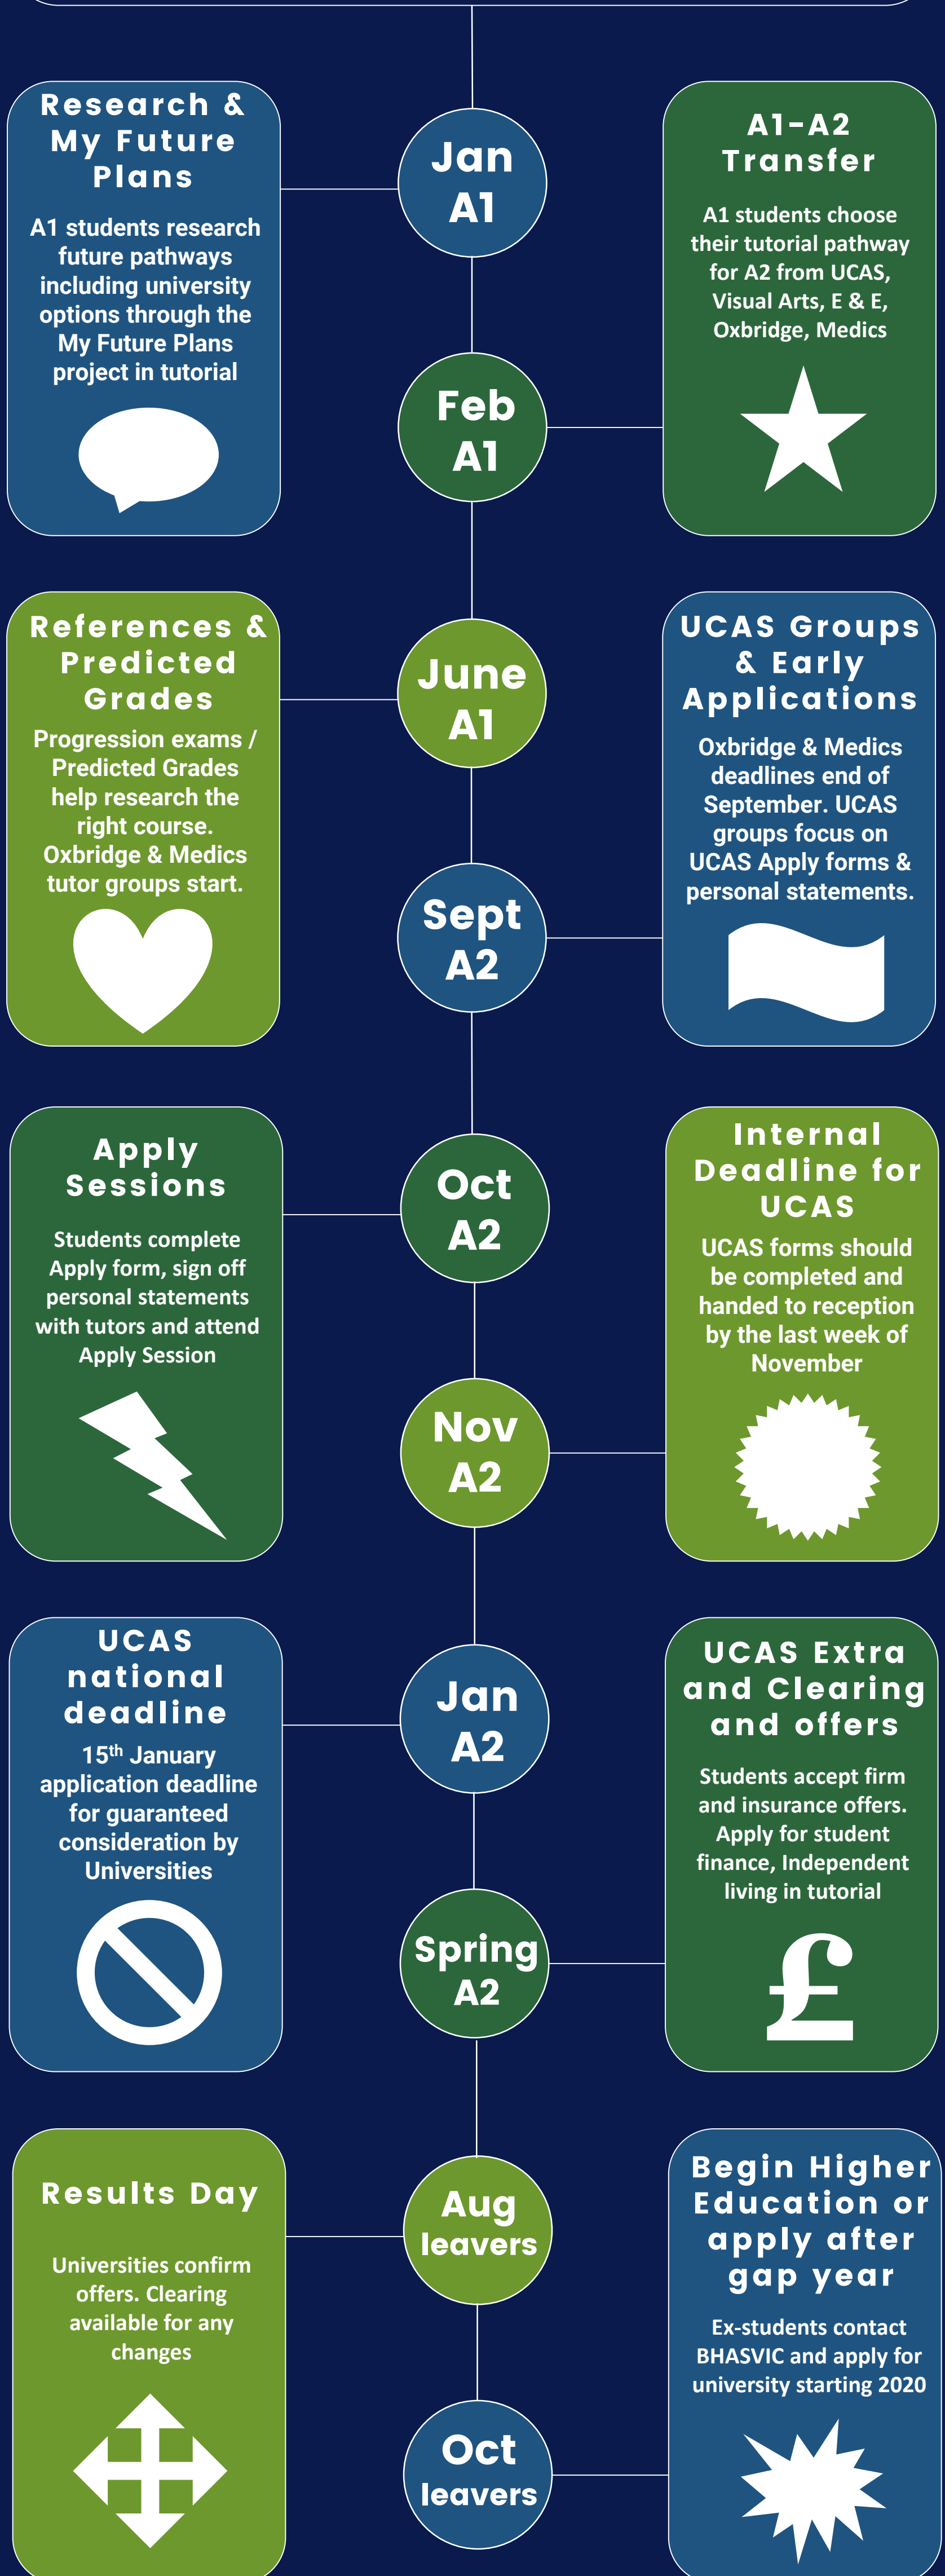 Research &
My Future
Plans
A1 students research
future pathways
including university
options through the
My Future Plans
project in tutorial
Jan
A1
A1-A2
Transfer
A1 students choose
their tutorial pathway
for A2 from UCAS,
Visual Arts, E & E,
Oxbridge, Medics
Feb
A1
References &
Predicted
Grades
Progression exams /
Predicted Grades
help research the
right course.
Oxbridge & Medics
tutor groups start.
June
A1
UCAS Groups
& Early
Applications
Oxbridge & Medics
deadlines end of
September. UCAS
groups focus on
UCAS Apply forms &
personal statements.
Sept
A2
Apply
Sessions
Students complete
Apply form, sign off
personal statements
with tutors and attend
Apply Session
Oct
A2
Internal
Deadline for
UCAS
UCAS forms should
be completed and
handed to reception
by the last week of
November
Nov
A2
UCAS
national
deadline
15th January
application deadline
for guaranteed
consideration by
Universities
Jan
A2
UCAS Extra
and Clearing
and offers
Students accept firm
and insurance offers.
Apply for student
finance, Independent
living in tutorial
£
Spring
A2
Results Day
Universities confirm
offers. Clearing
available for any
changes
Aug
leavers
Begin Higher
Education or
apply after
gap year
Ex-students contact
BHASVIC and apply for
university starting 2020
Oct
leavers